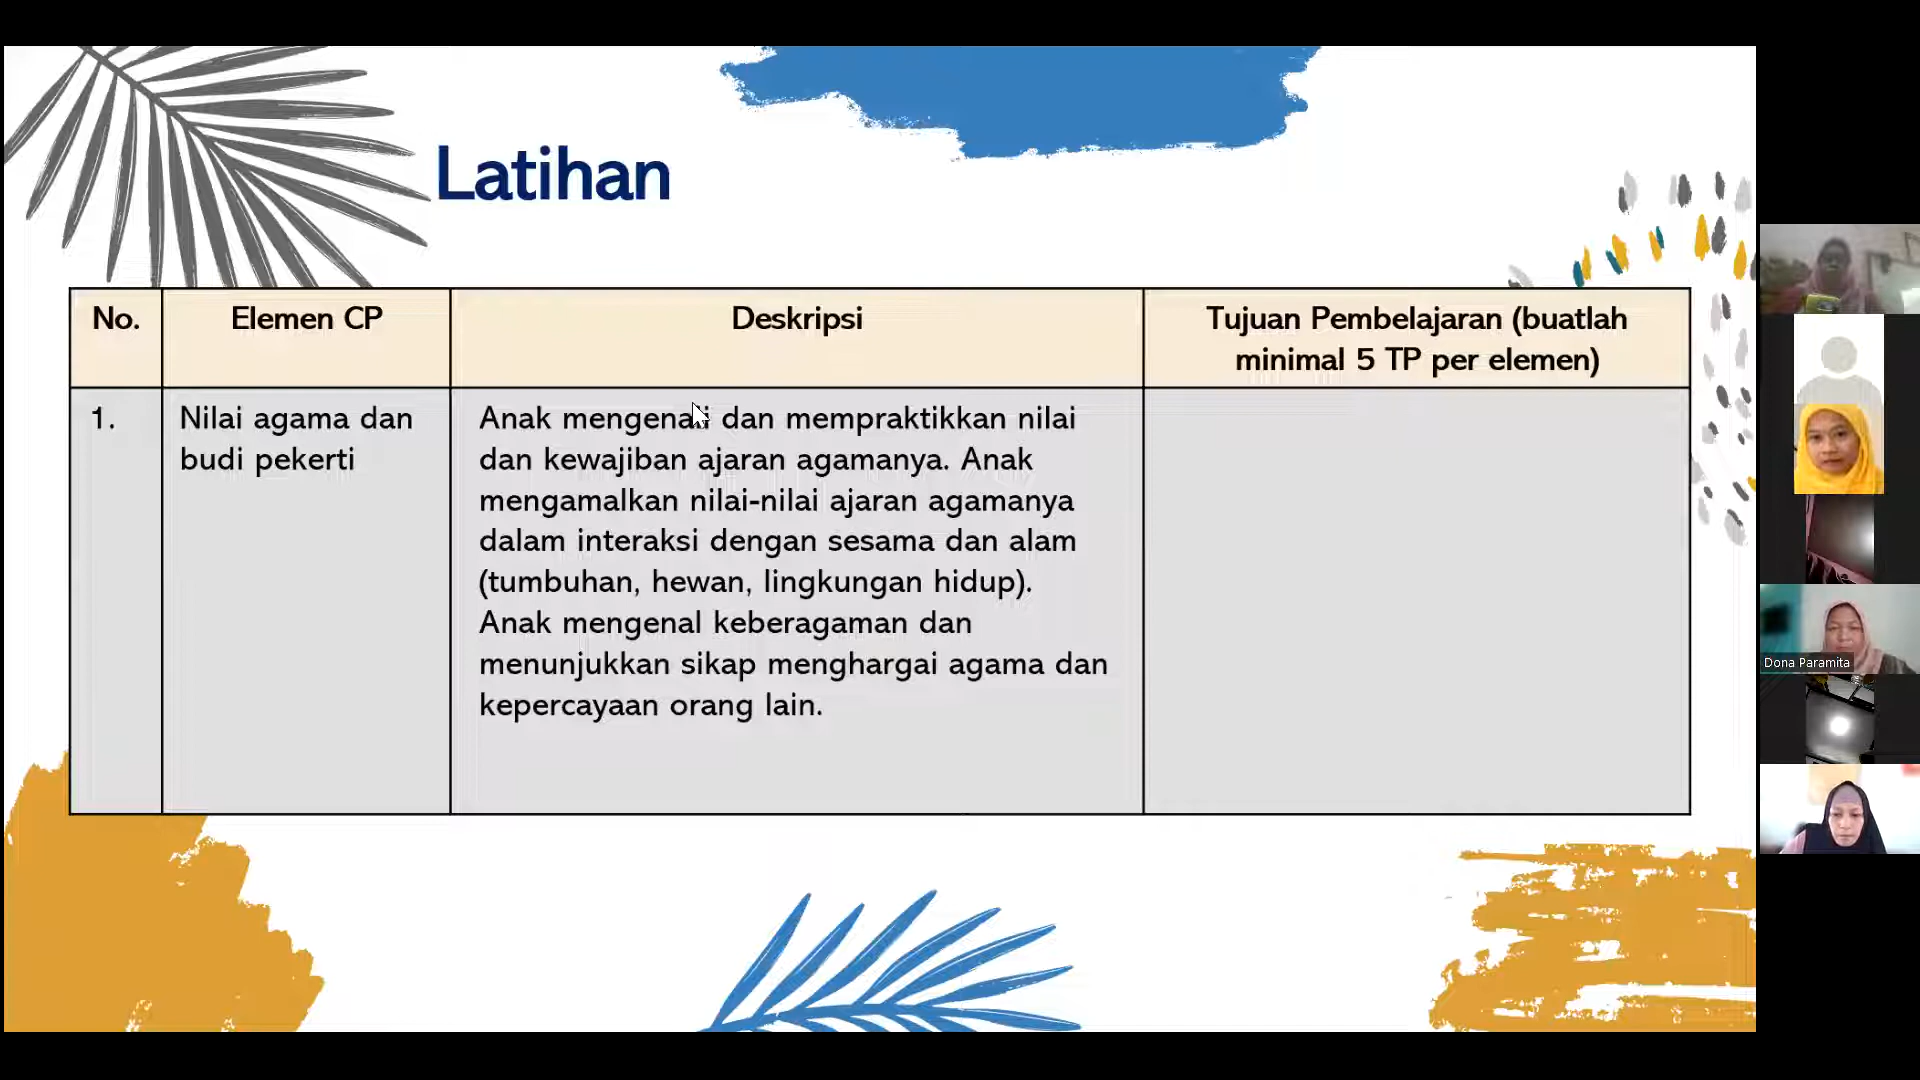 Latihan
No.
Elemen CP
Deskripsi
Tujuan Pembelajaran (buatlah
minimal 5 TP per elemen)
1.
Nilai agama dan
budi pekerti
Anak mengenali dan mempraktikkan nilai
dan kewajiban ajaran agamanya. Anak
mengamalkan nilai-nilai ajaran agamanya
dalam interaksi dengan sesama dan alam
(tumbuhan, hewan, lingkungan hidup).
Anak mengenal keberagaman dan
menunjukkan sikap menghargai agama dan
kepercayaan orang lain.
Dona Paramita